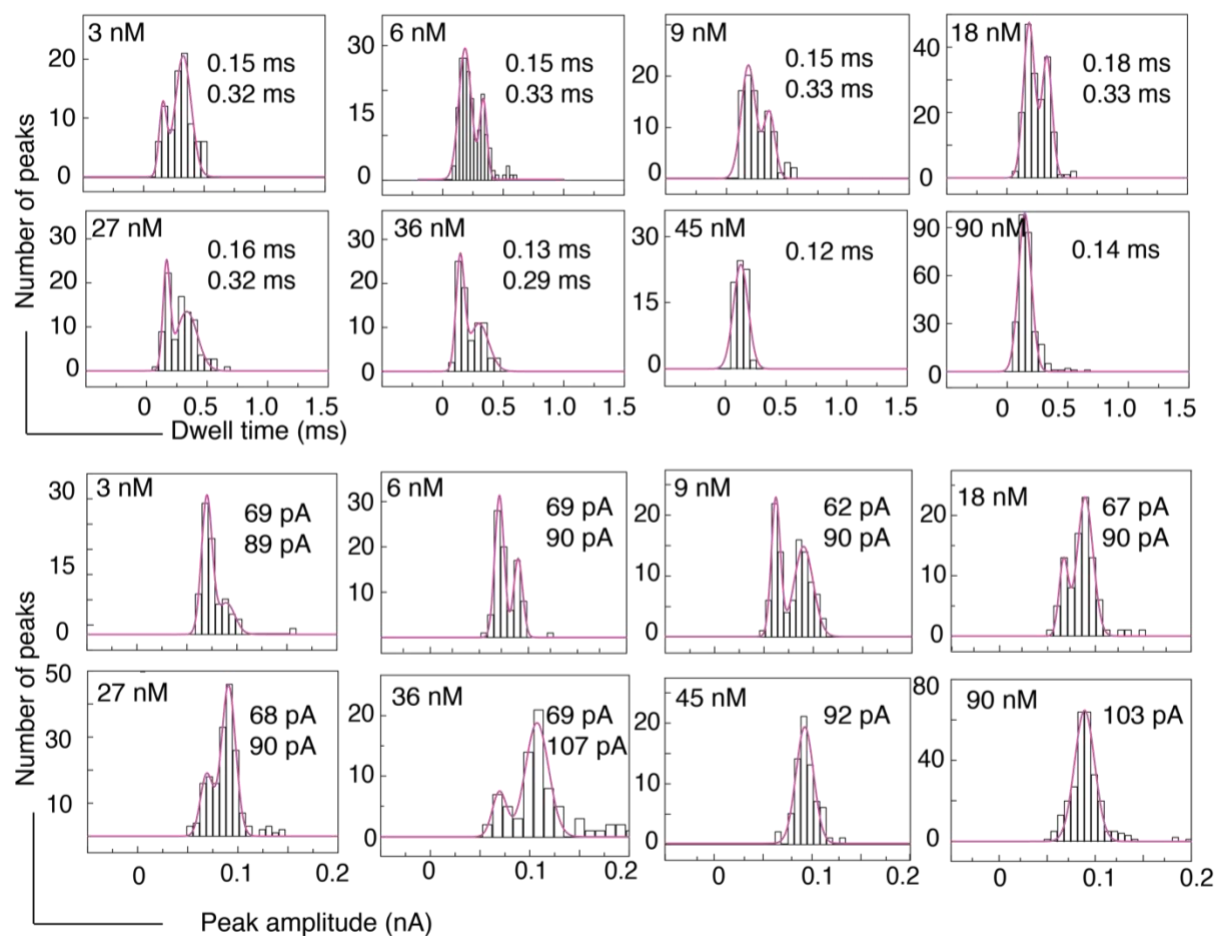 3 nM
0.15 ms
0.32 ms
20
10
0
6 nM
0.15 ms
0.33 ms
30
15
0
9 nM
0.15 ms
0.33 ms
20
10
0
18 nM
0.18 ms
0.33 ms
40
20
0
27 nM
0.16 ms
0.32 ms
30
20
10
0
0 0.5 1.0 1.5
36 nM
0.13 ms
0.29 ms
30
20
10
0
0 0.5 1.0 1.5
45 nM
0.12 ms
30
15
0
0 0.5 1.0 1.5
90 nM
0.14 ms
90
60
30
0
0 0.5 1.0 1.5
Number of peaks
Dwell time (ms)
3 nM
69 pA
89 pA
30
15
0
6 nM
69 pA
90 pA
30
20
10
9 nM
62 pA
90 pA
20
10
0
18 nM
67 pA
90 pA
20
10
0
27 nM
68 pA
90 pA
50
30
10
0 0.1 0.2
36 nM
69 pA
107 pA
20
10
0
0 0.1 0.2
45 nM
92 pA
20
10
0
0 0.1 0.2
90 nM
103 pA
80
40
0
0 0.1 0.2
Number of peaks
Peak amplitude (nA)